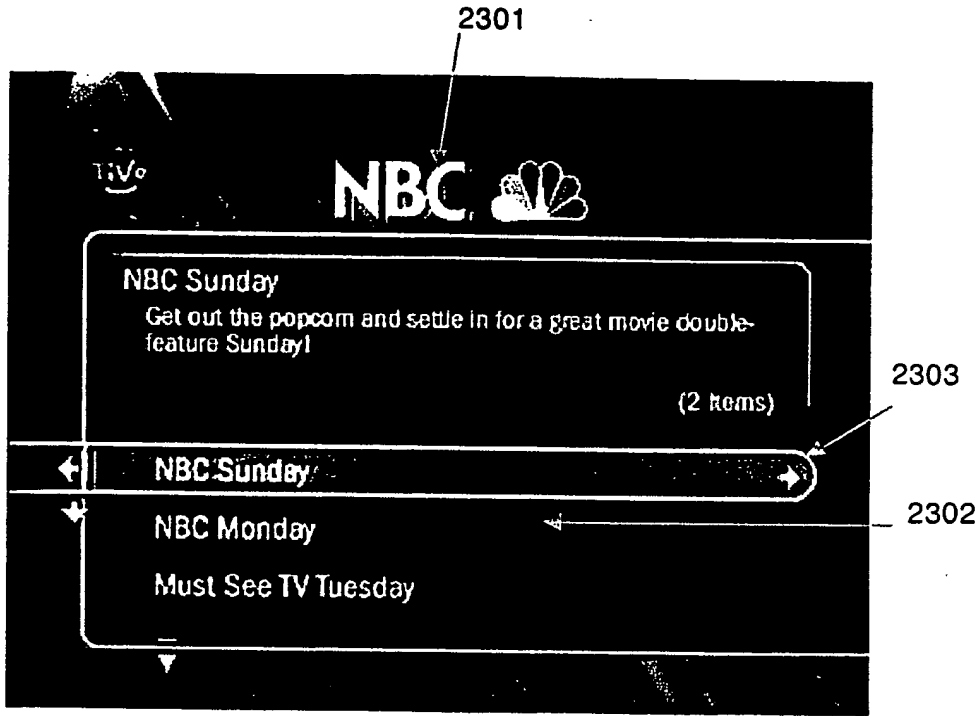 2301
TiVo
NBC
NBC Sunday
Get out the popcorn and settle in for a great movie double-
feature Sunday!
(2 Items)
2303
NBC Sunday
2302
NBC Monday
Must See TV Tuesday